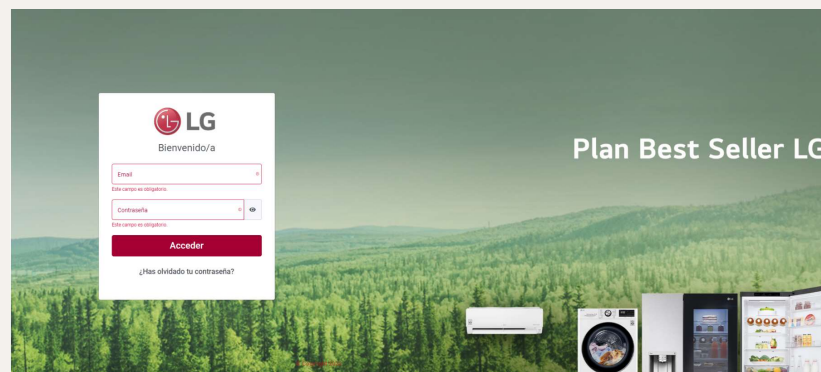 LG
Bienvenido/a
Email
Este campo es obligatorio.
Contraseña
Este campo es obligatorio.
Acceder
¿Has olvidado tu contraseña?
Plan Best Seller LG